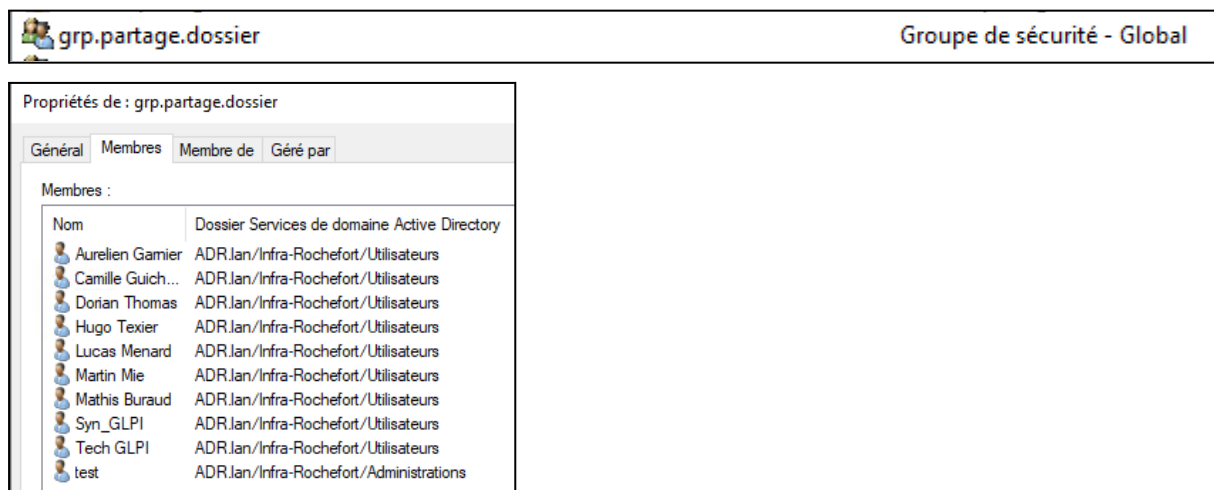 grp.partage.dossier Groupe de sécurité - Global
Propriétés de : grp.partage.dossier
Général Membres Membre de Géré par
Membres :
Nom Dossier Services de domaine Active Directory
Aurelien Garnier ADR.lan/Infra-Rochefort/Utilisateurs
Camille Guich... ADR.lan/Infra-Rochefort/Utilisateurs
Dorian Thomas ADR.lan/Infra-Rochefort/Utilisateurs
Hugo Texier ADR.lan/Infra-Rochefort/Utilisateurs
Lucas Menard ADR.lan/Infra-Rochefort/Utilisateurs
Martin Mie ADR.lan/Infra-Rochefort/Utilisateurs
Mathis Buraud ADR.lan/Infra-Rochefort/Utilisateurs
Syn_GLPI ADR.lan/Infra-Rochefort/Utilisateurs
Tech GLPI ADR.lan/Infra-Rochefort/Utilisateurs
test ADR.lan/Infra-Rochefort/Administrations